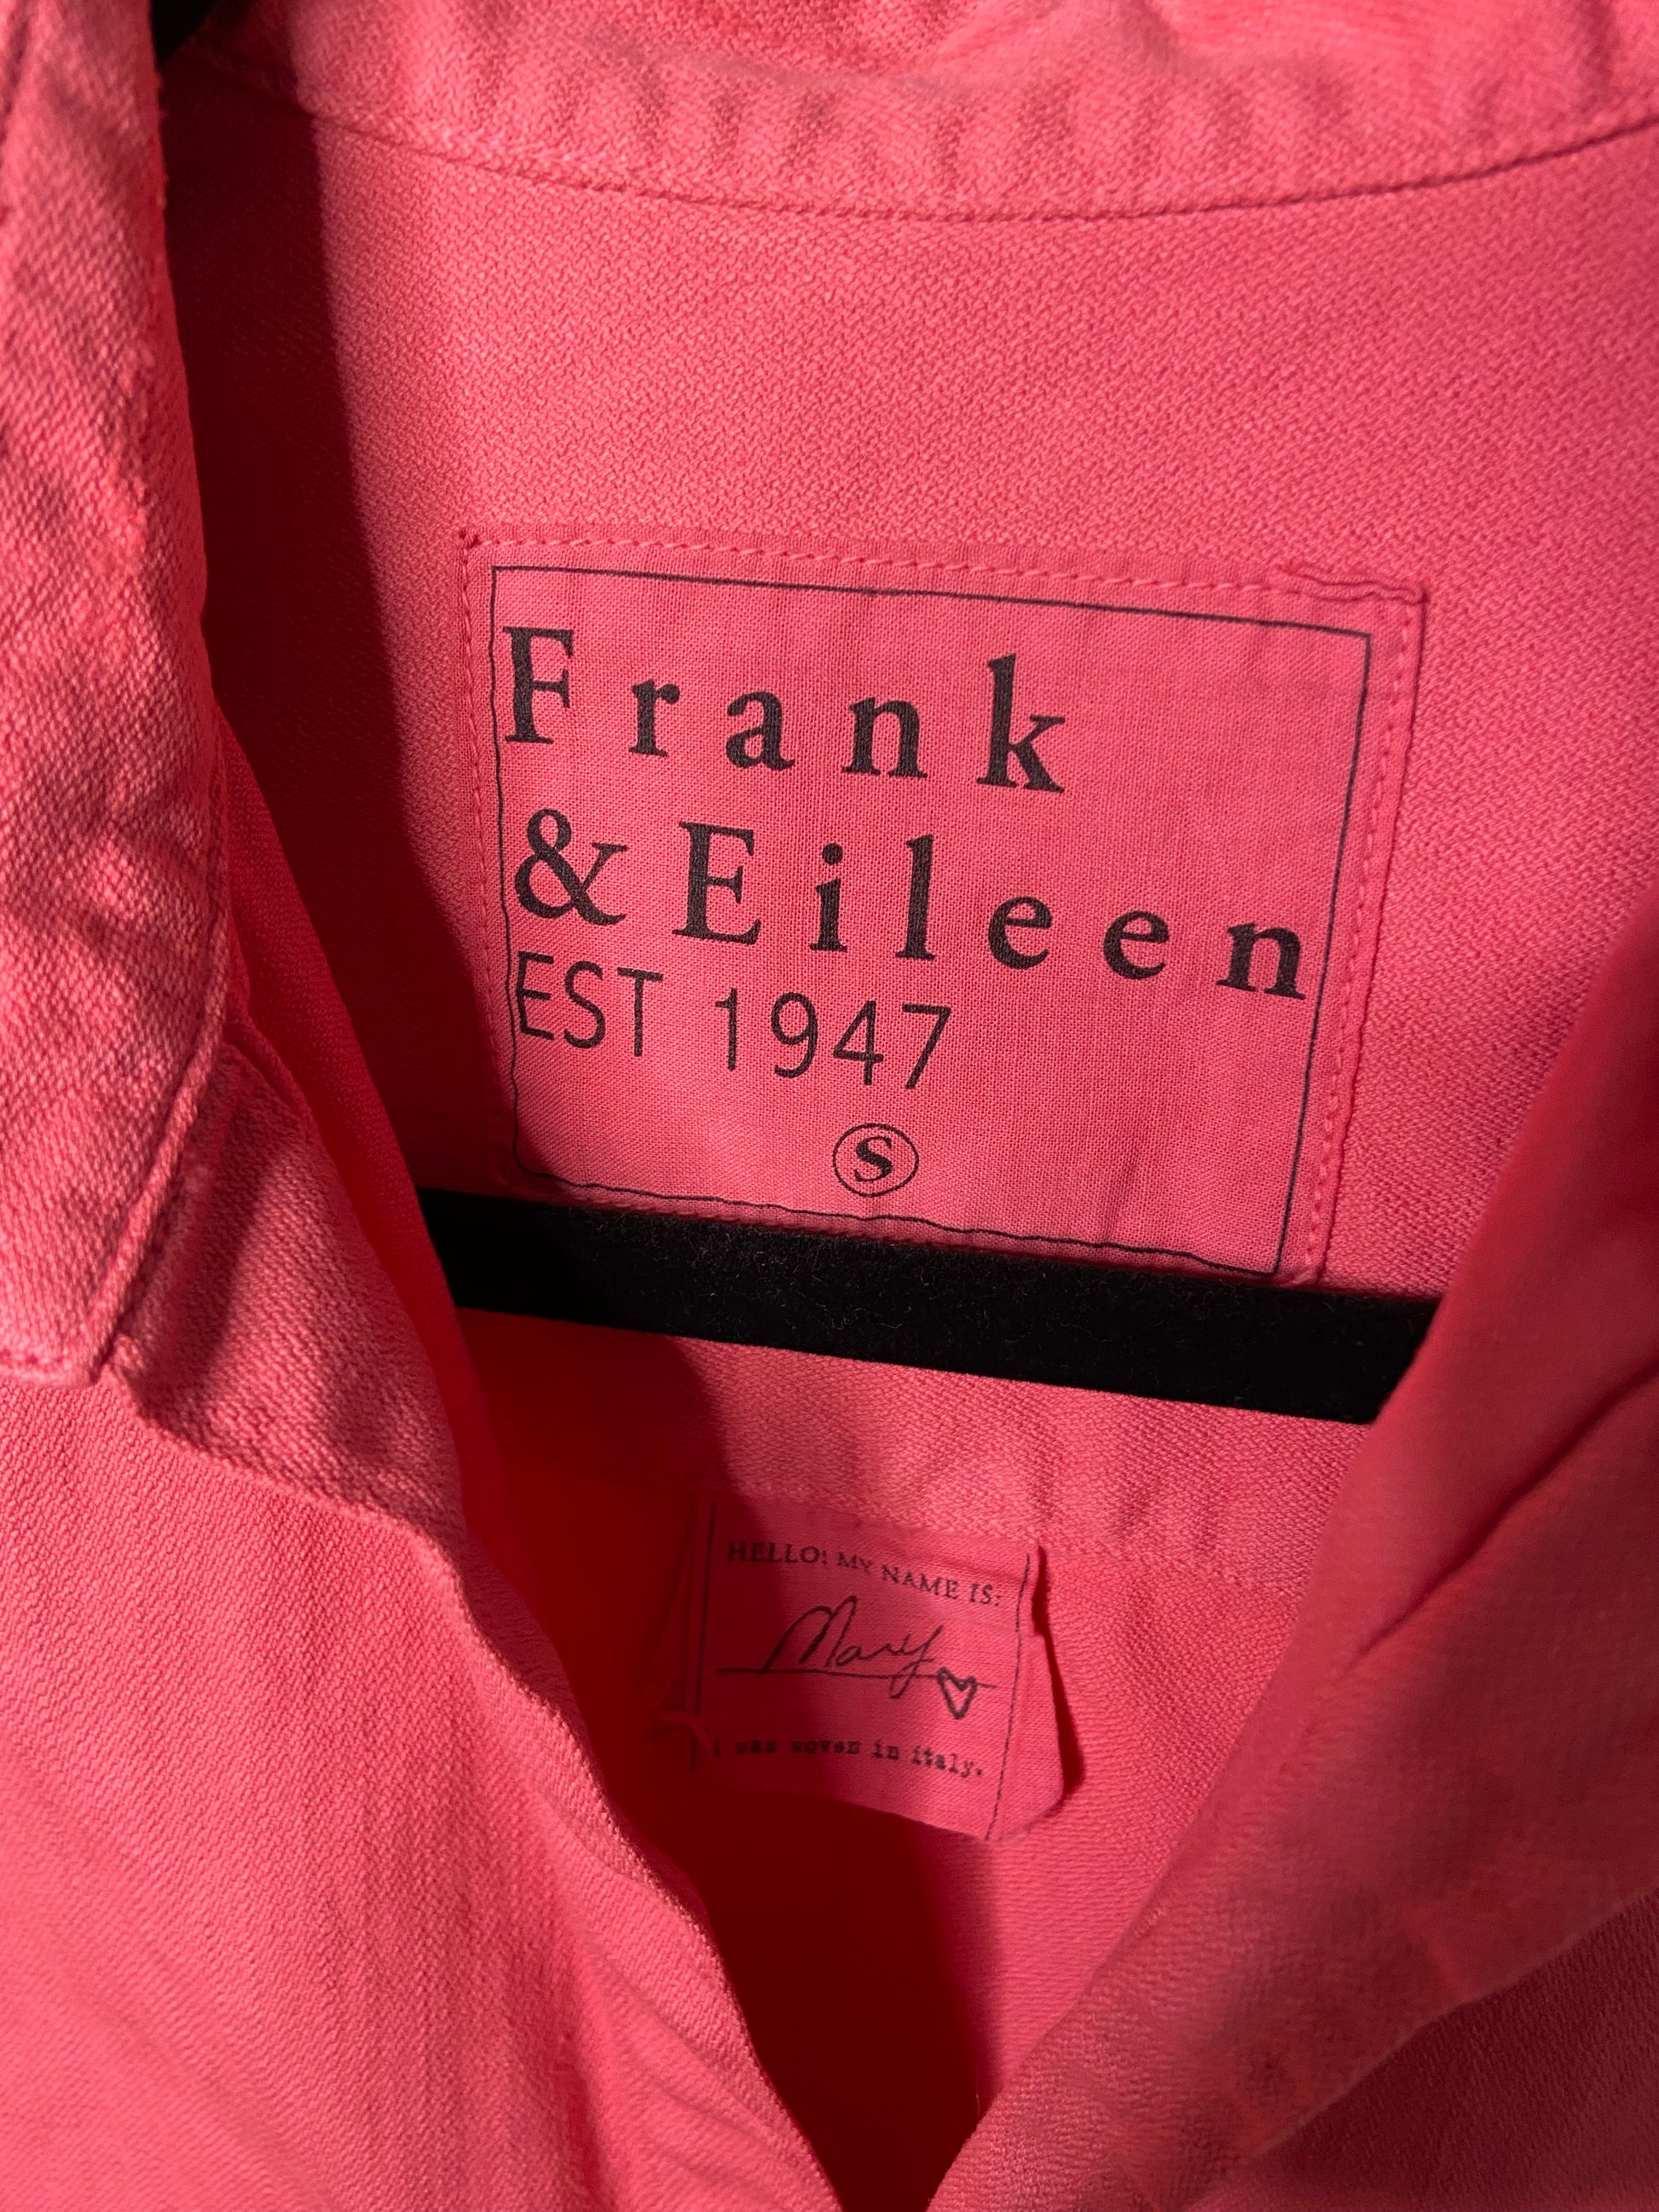 Frank
& Eileen
EST 1947
S
HELLO! MY NAME IS:
Mary
i was woven in italy.